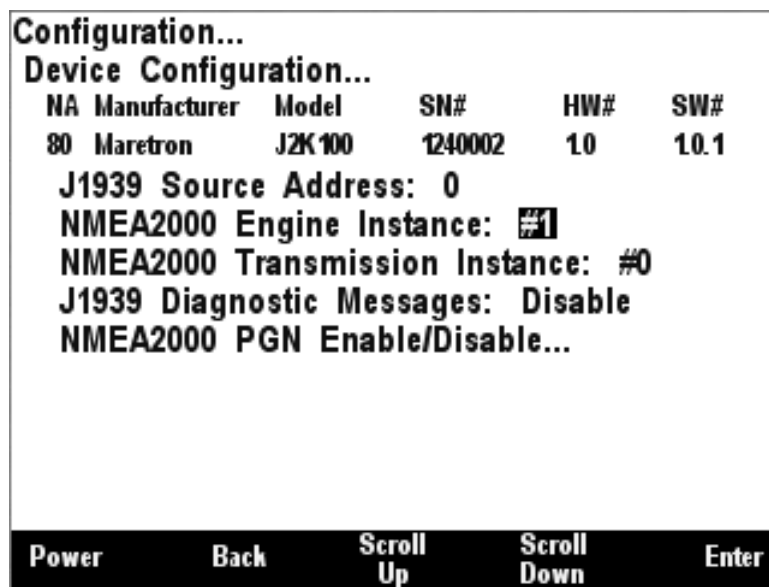 Configuration...
Device Configuration...
NA Manufacturer Model SN# HW# SW#
80 Maretron J2K100 1240002 1.0 1.0.1
J1939 Source Address: 0
NMEA2000 Engine Instance: #1
NMEA2000 Transmission Instance: #0
J1939 Diagnostic Messages: Disable
NMEA2000 PGN Enable/Disable...
Power Back Scroll Up Scroll Down Enter